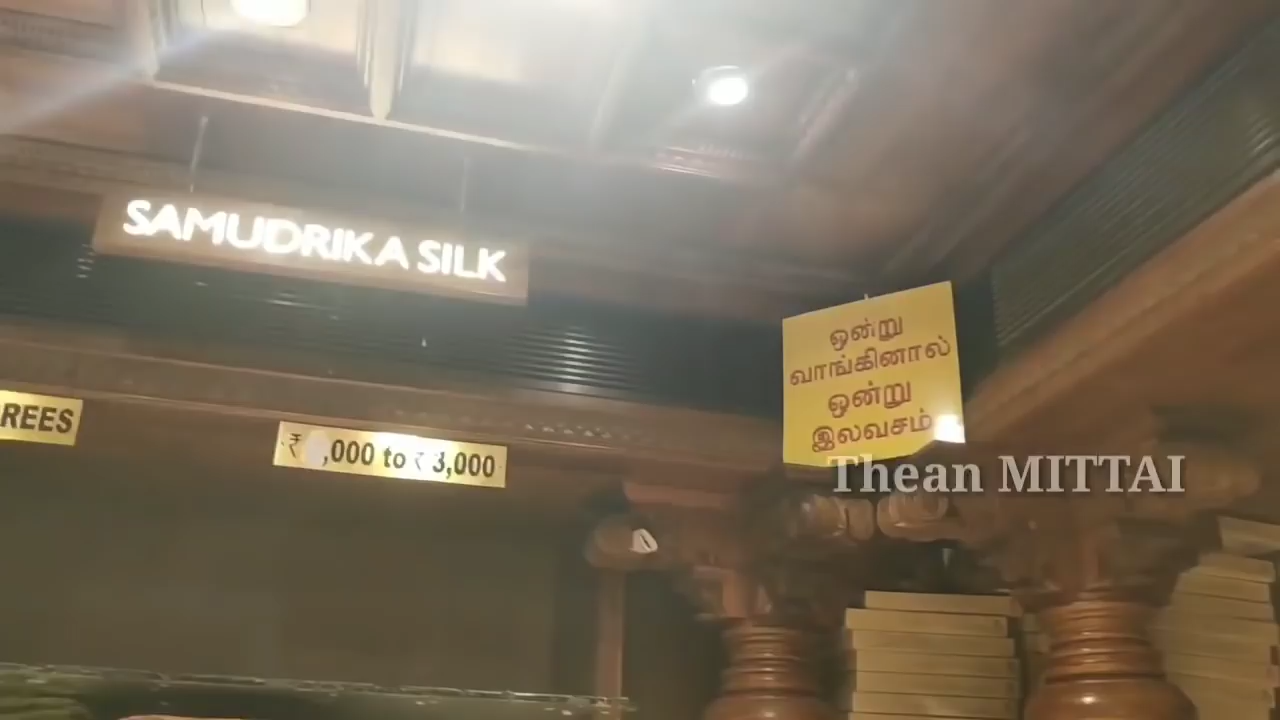 SAMUDRIKA SILK
ஒன்று
வாங்கினால்
ஒன்று
இலவசம்
REES
₹ ,000 to ₹ 3,000
Thean MITTAI